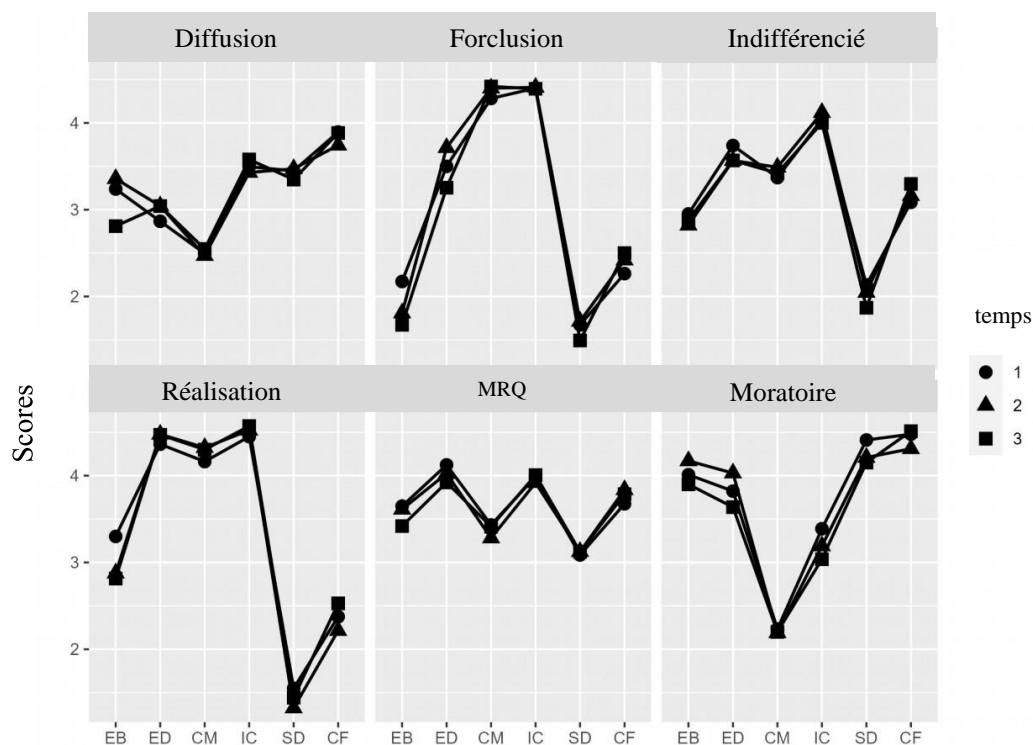 Diffusion
Forclusion
Indifférencié
4
3
2
Réalisation
MRQ
Moratoire
4
3
2
EB ED CM IC SD CF
EB ED CM IC SD CF
EB ED CM IC SD CF
Scores
temps
1
2
3